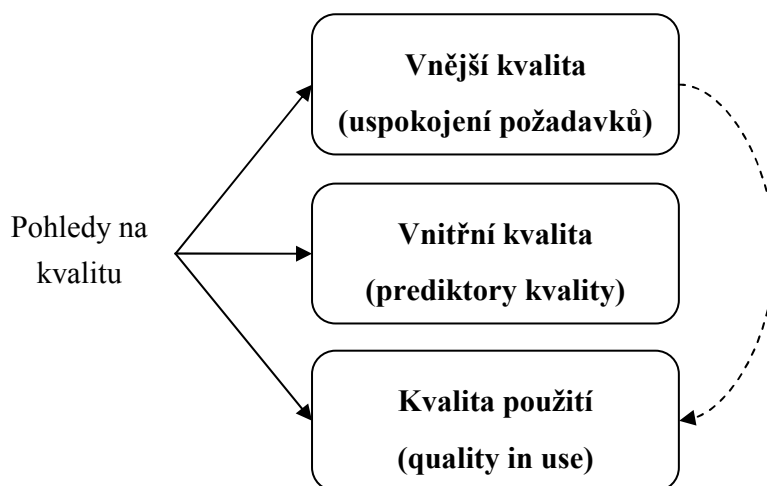 Vnější kvalita
(uspokojení požadavků)
Pohledy na
kvalitu
Vnitřní kvalita
(prediktory kvality)
Kvalita použití
(quality in use)